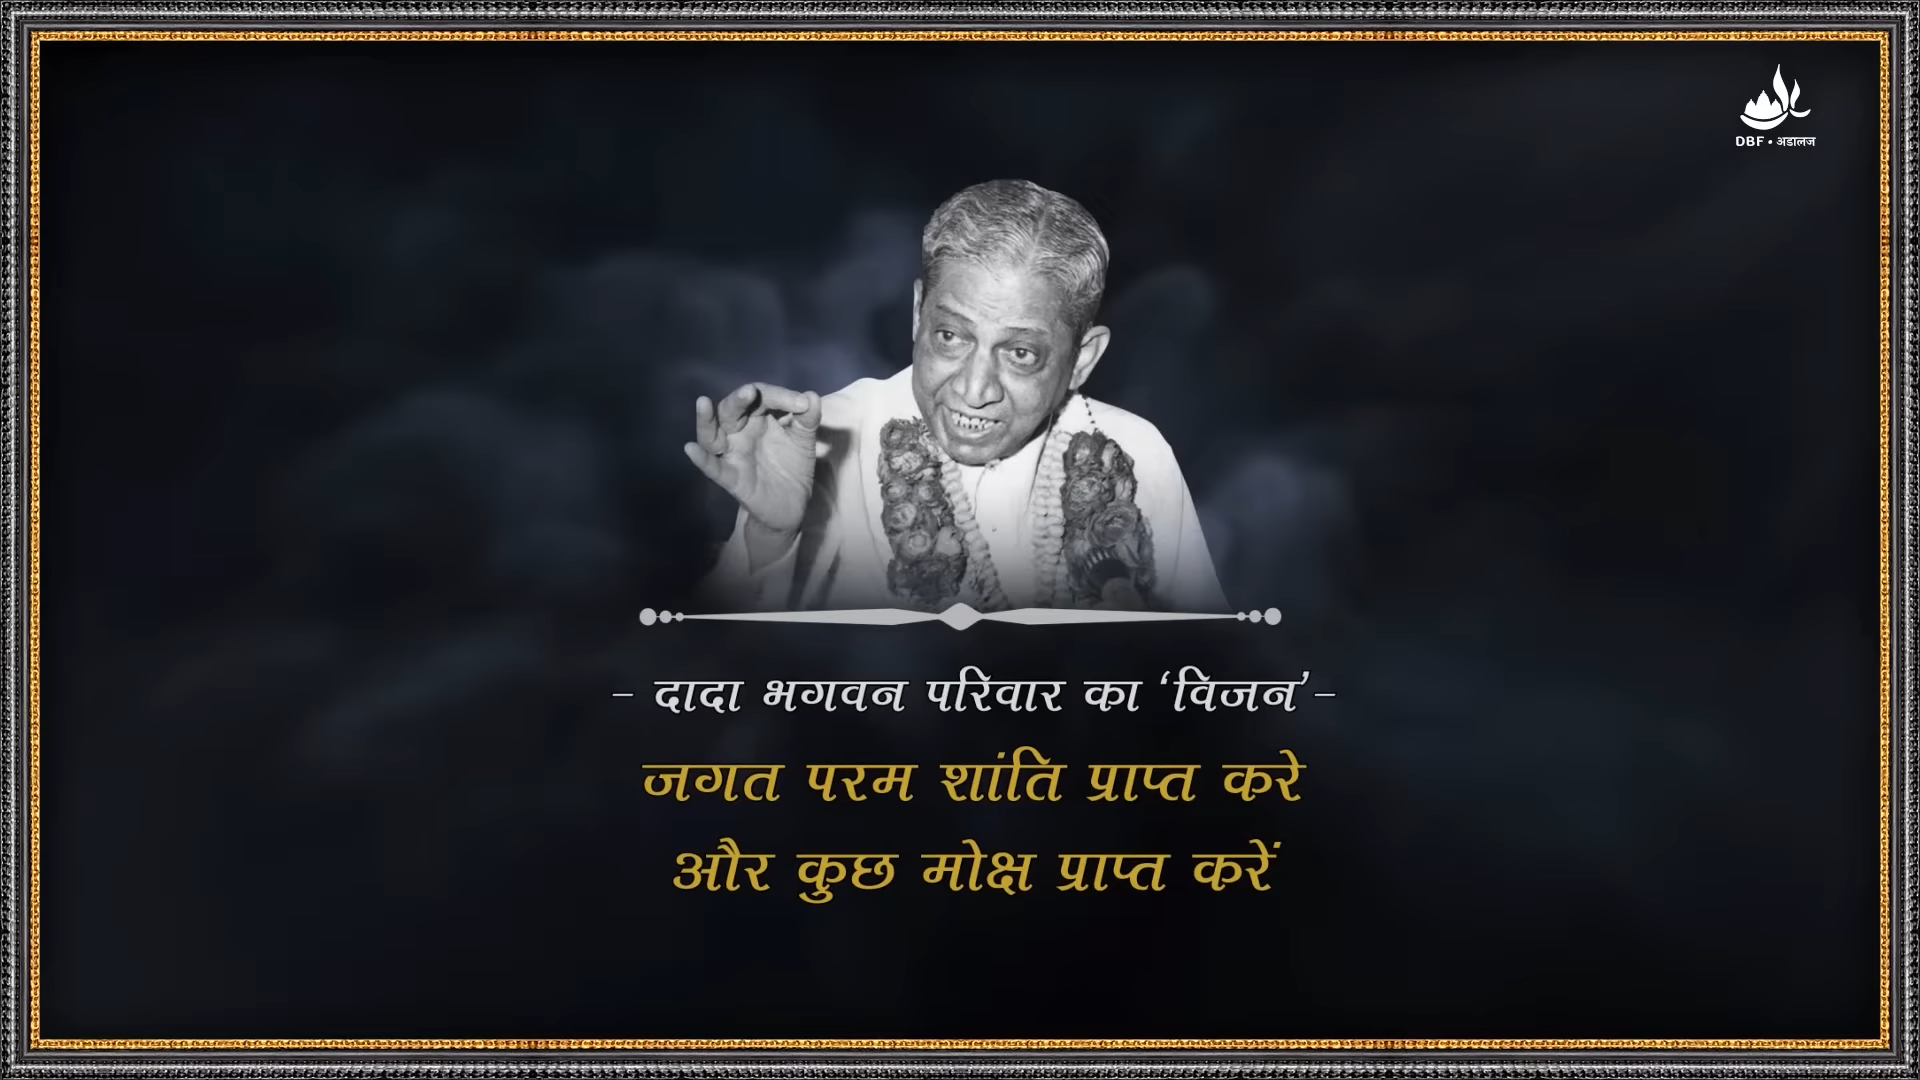 DBF • अडालज
- दादा भगवन परिवार का ‘विजन’-
जगत परम शांति प्राप्त करे
और कुछ मोक्ष प्राप्त करें